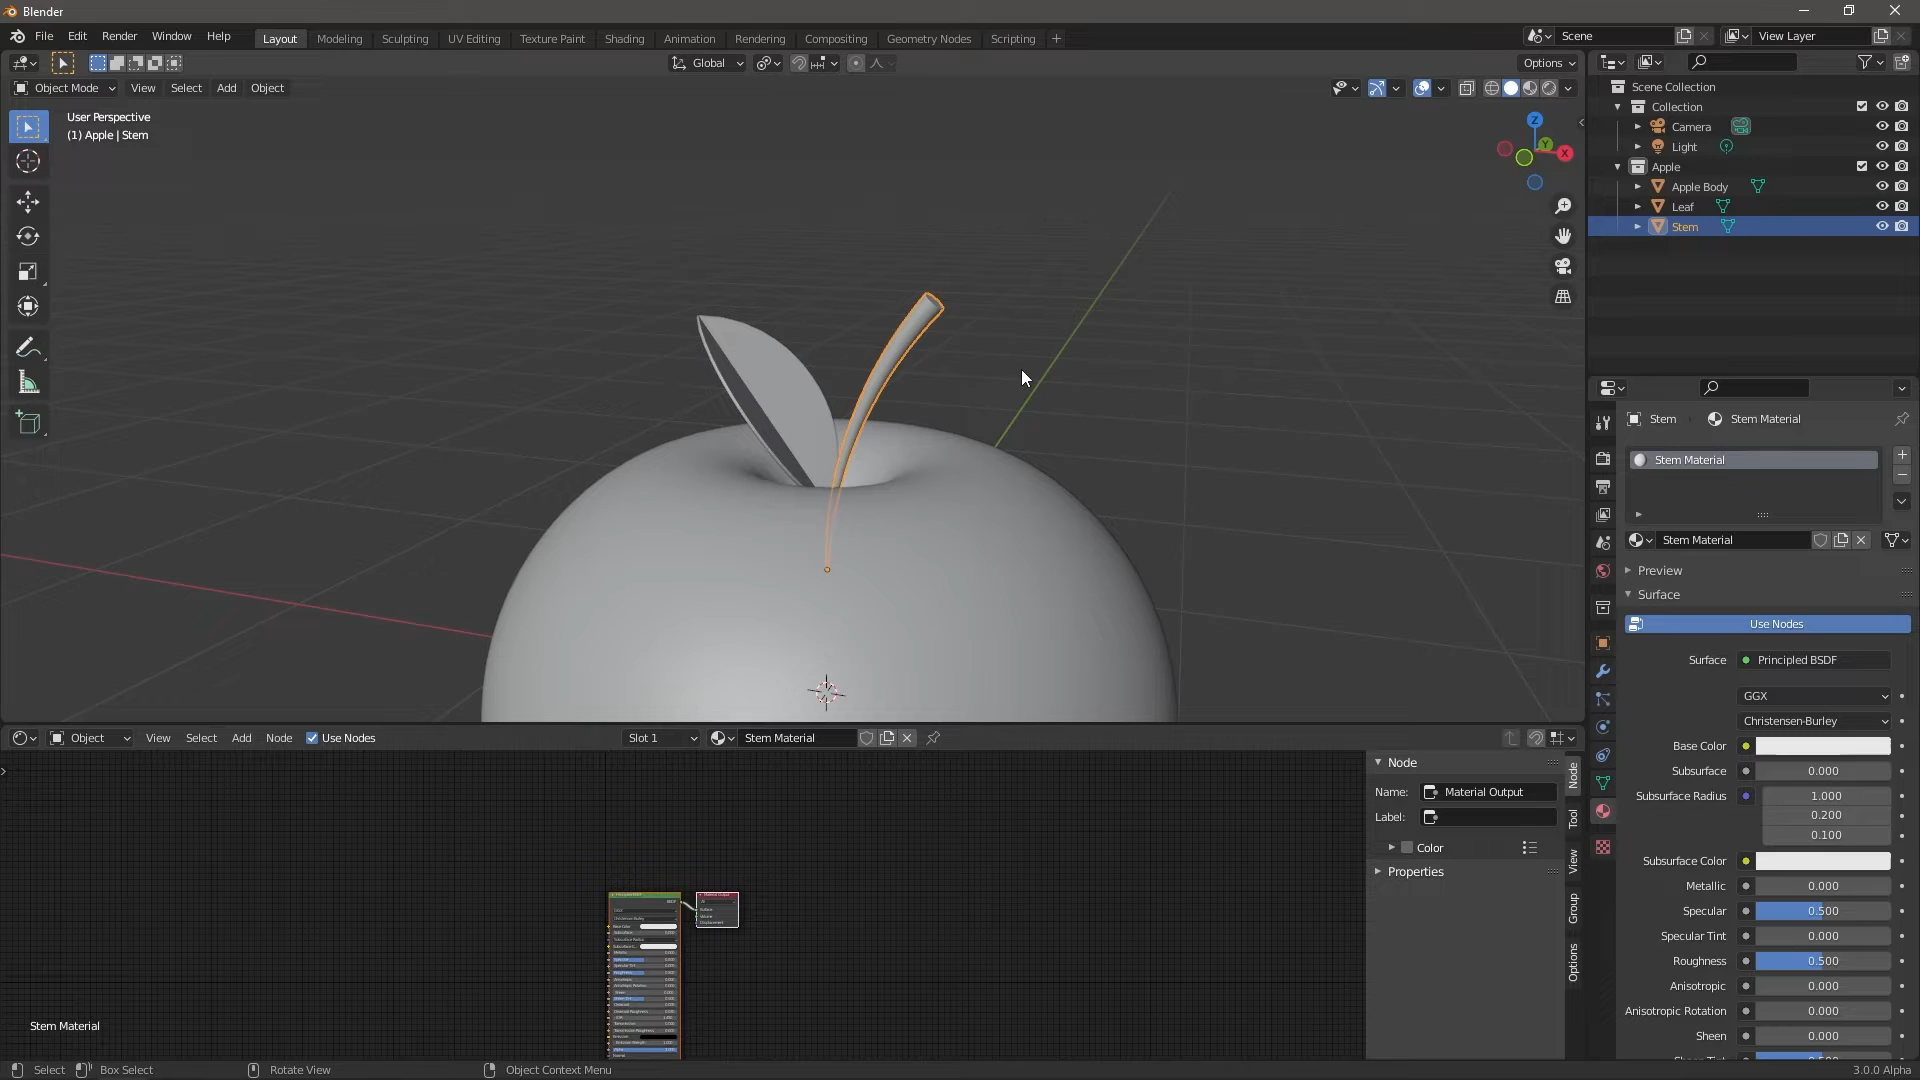 Blender
File Edit Render Window Help
Layout Modeling Sculpting UV Editing Texture Paint Shading Animation Rendering Compositing Geometry Nodes Scripting +
Scene
View Layer
Global
Options
Object Mode View Select Add Object
User Perspective
(1) Apple | Stem
Z
Y
X
Scene Collection
Collection
Camera
Light
Apple
Apple Body
Leaf
Stem
Stem
Stem Material
Stem Material
Stem Material
Preview
Surface
Use Nodes
Surface Principled BSDF
GGX
Christensen-Burley
Base Color
Subsurface 0.000
Subsurface Radius 1.000
0.200
0.100
Subsurface Color
Metallic 0.000
Specular 0.500
Specular Tint 0.000
Roughness 0.500
Anisotropic 0.000
Anisotropic Rotation 0.000
Sheen 0.000
Object View Select Add Node Use Nodes
Slot 1
Stem Material
Node
Name: Material Output
Label:
Color
Properties
Node
Tool
View
Group
Options
Stem Material
Select Box Select Rotate View Object Context Menu
3.0.0 Alpha